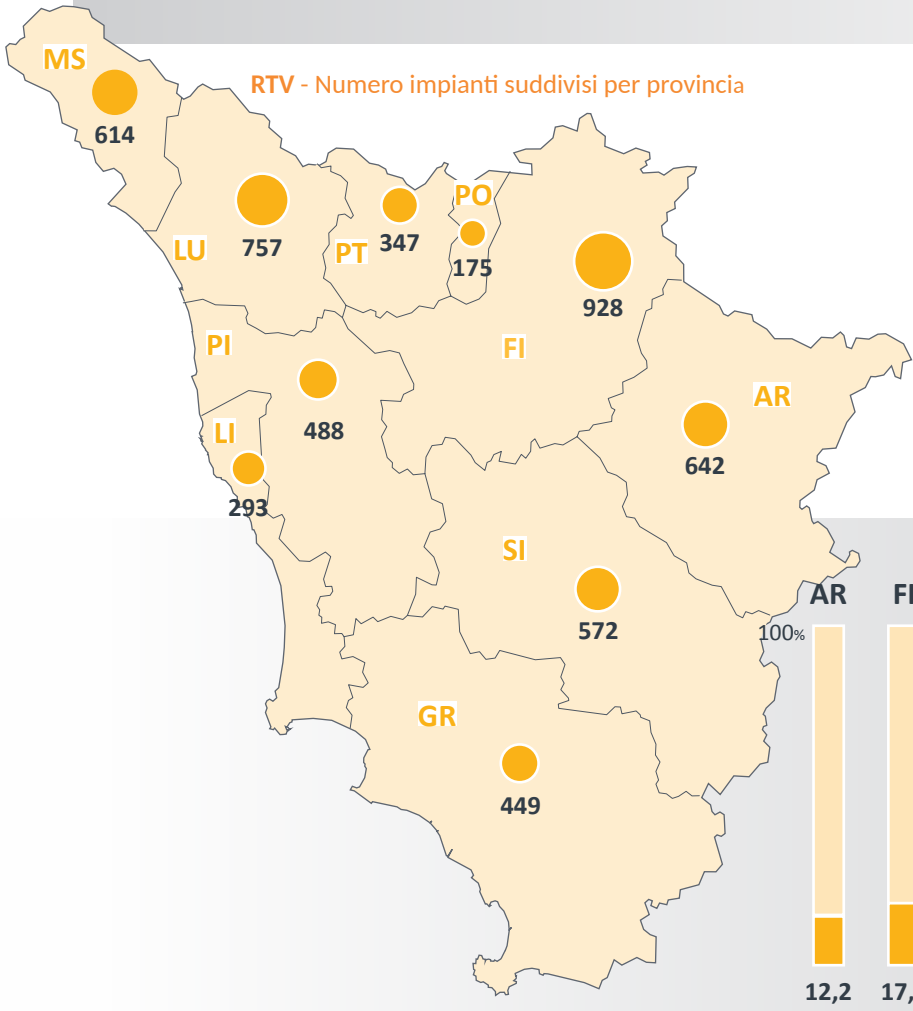 RTV - Numero impianti suddivisi per provincia
MS
614
LU
757
PT
347
PO
175
FI
928
PI
488
LI
293
AR
642
SI
572
GR
449
AR
100%
12,2
17,